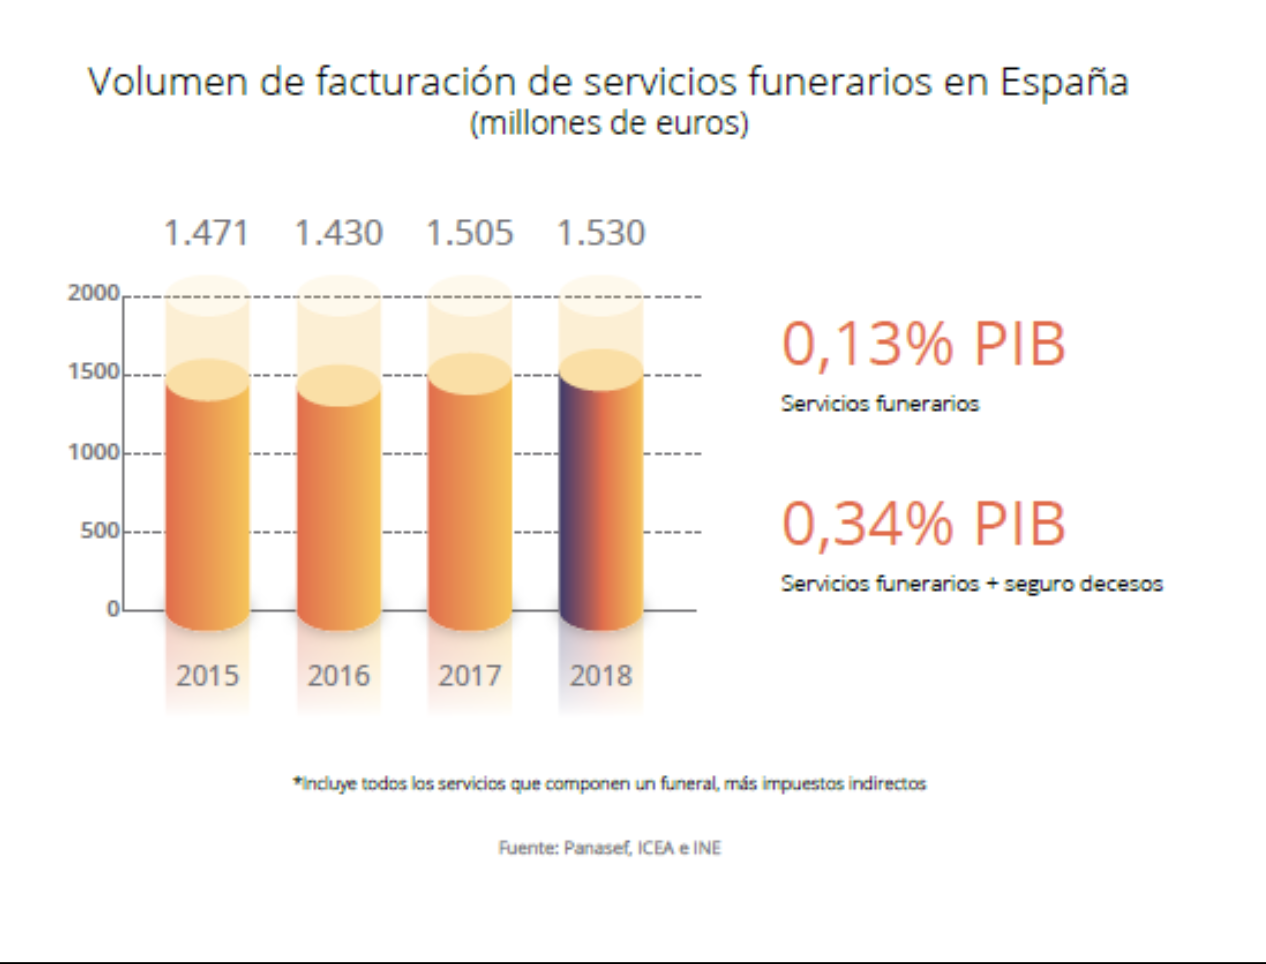 Volumen de facturación de servicios funerarios en España
(millones de euros)
1.471 1.430 1.505 1.530
2000
1500
1000
500
0
2015 2016 2017 2018
0,13% PIB
Servicios funerarios
0,34% PIB
Servicios funerarios + seguro decesos
*Incluye todos los servicios que componen un funeral, más impuestos indirectos
Fuente: Panasef, ICEA e INE